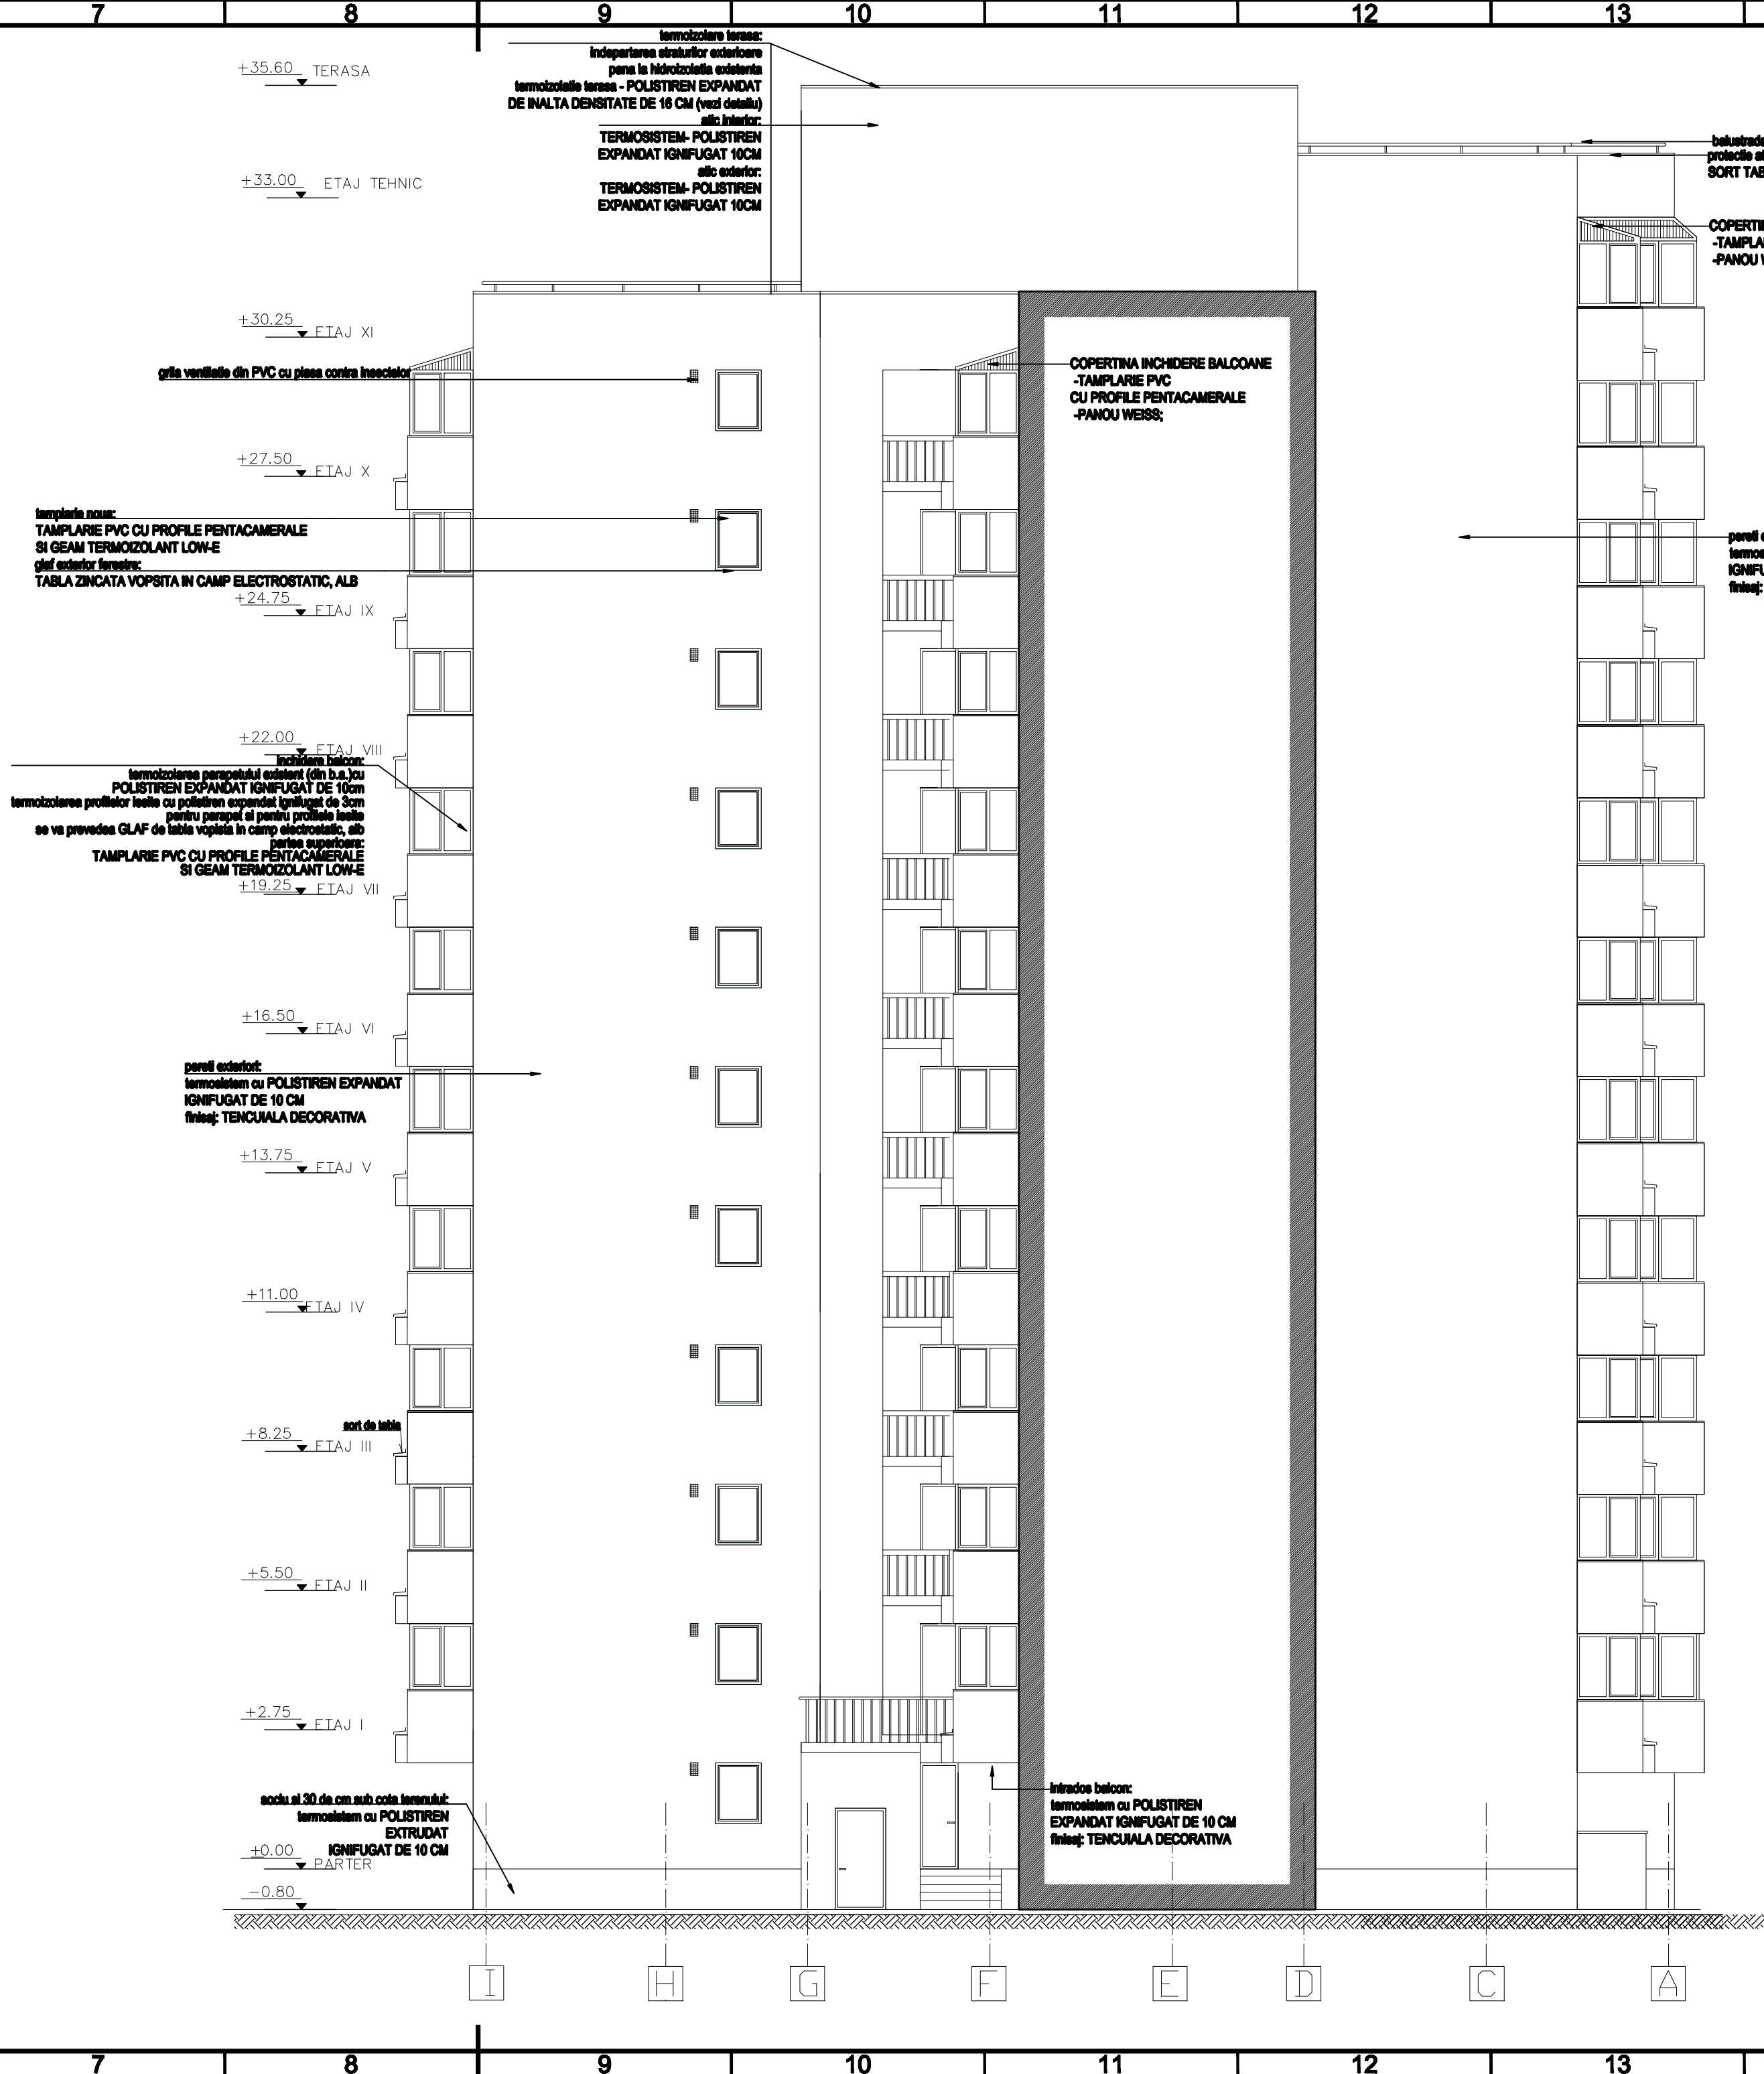 7 8 9 10 11 12 13
termoizolare terasa:
indepartarea straturilor exterioare
pana la hidroizolatia existenta
termoizolatie terasa - POLISTIREN EXPANDAT
DE INALTA DENSITATE DE 16 CM (vezi detaliu)
atic interior:
TERMOSISTEM- POLISTIREN
EXPANDAT IGNIFUGAT 10CM
atic exterior:
TERMOSISTEM- POLISTIREN
EXPANDAT IGNIFUGAT 10CM
+35.60 TERASA
+33.00 ETAJ TEHNIC
balustrada
protectie
SORT
-PANOU
+30.25 ETAJ XI
grila ventilatie din PVC cu plasa contra insectelor
COPERTINA INCHIDERE BALCOANE
-TAMPLARIE PVC
CU PROFILE PENTACAMERALE
-PANOU WEISS;
+27.50 ETAJ X
tamplarie noua:
TAMPLARIE PVC CU PROFILE PENTACAMERALE
SI GEAM TERMOIZOLANT LOW-E
glaf exterior ferestre:
TABLA ZINCATA VOPSITA IN CAMP ELECTROSTATIC, ALB
pereti
finisaj:
+24.75 ETAJ IX
+22.00 ETAJ VIII
inchidere balcon:
termoizolarea parapetului existent (din b.a.)cu
POLISTIREN EXPANDAT IGNIFUGAT DE 10cm
termoizolarea profilelor iesite cu polistiren expandat ignifugat de 3cm
pentru parapet si pentru profilele iesite
se va prevedea GLAF de tabla vopsita in camp electrostatic, alb
partea superioara:
TAMPLARIE PVC CU PROFILE PENTACAMERALE
SI GEAM TERMOIZOLANT LOW-E
+19.25 ETAJ VII
+16.50 ETAJ VI
pereti exteriori:
termosistem cu POLISTIREN EXPANDAT
IGNIFUGAT DE 10 CM
finisaj: TENCUIALA DECORATIVA
+13.75 ETAJ V
+11.00 ETAJ IV
sort de tabla
+8.25 ETAJ III
+5.50 ETAJ II
+2.75 ETAJ I
soclu si 30 de cm sub cota terenului:
termosistem cu POLISTIREN
EXTRUDAT
IGNIFUGAT DE 10 CM
intrados balcon:
termosistem cu POLISTIREN
EXPANDAT IGNIFUGAT DE 10 CM
finisaj: TENCUIALA DECORATIVA
+0.00 PARTER
-0.80
I H G F E D C A
7 8 9 10 11 12 13